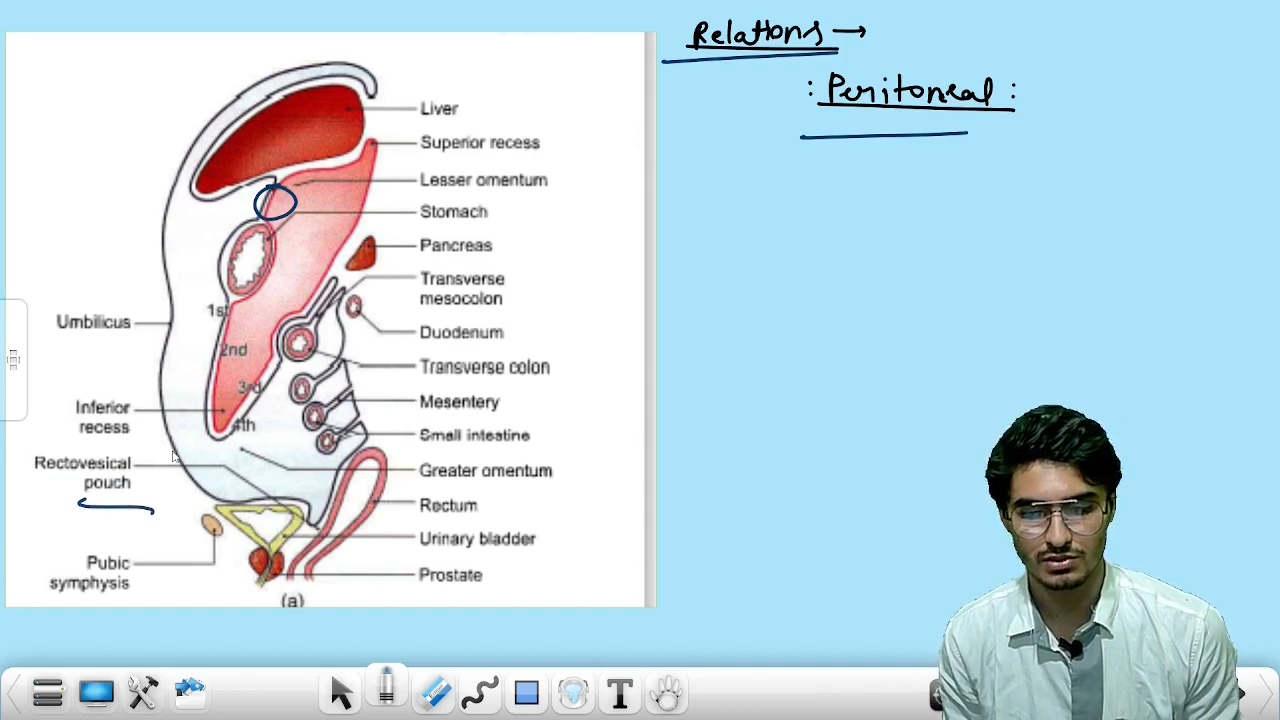 Relations →
: Peritoneal :
Liver
Superior recess
Lesser omentum
Stomach
Pancreas
Transverse
mesocolon
Duodenum
Transverse colon
Mesentery
Small intestine
Greater omentum
Rectum
Urinary bladder
Prostate
Umbilicus
Inferior
recess
Rectovesical
pouch
Pubic
symphysis
1st
2nd
3rd
4th
(a)
T